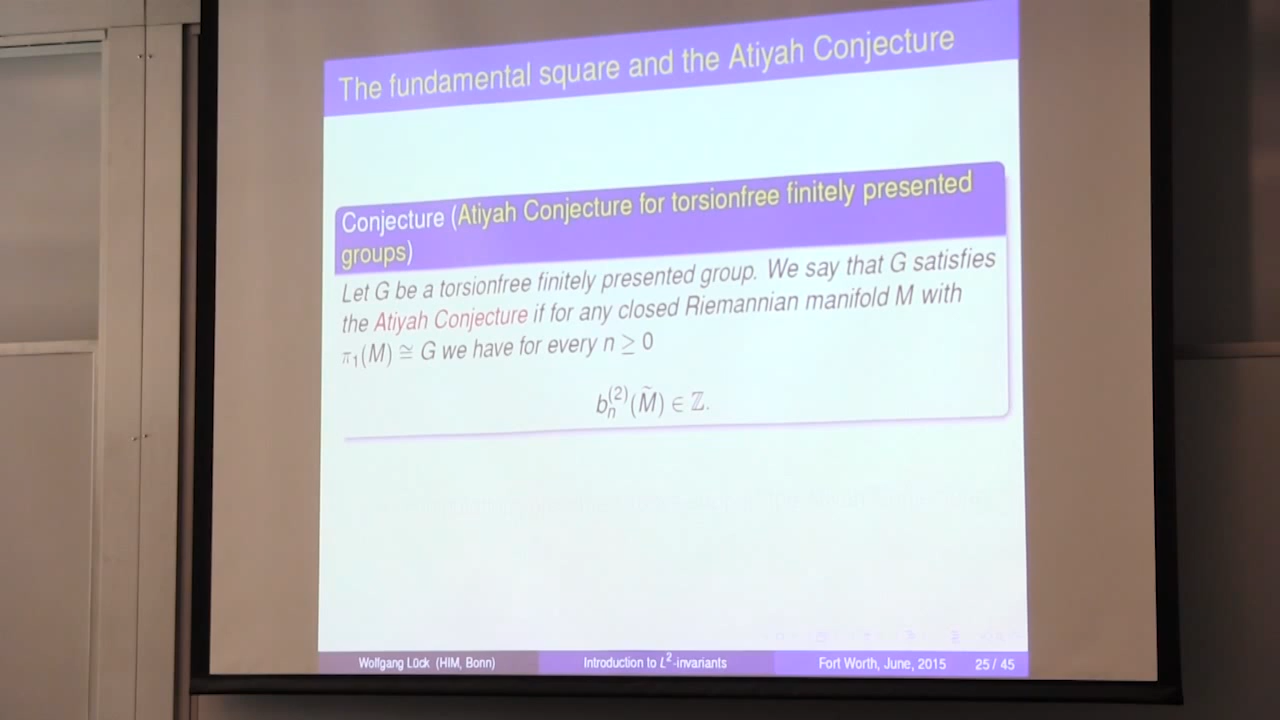 The fundamental square and the Atiyah Conjecture
Conjecture (Atiyah Conjecture for torsionfree finitely presented
groups)
Let G be a torsionfree finitely presented group. We say that G satisfies
the Atiyah Conjecture if for any closed Riemannian manifold M with
π₁(M) ≅ G we have for every n ≥ 0
b_n^{(2)}(M̃) ∈ ℤ.
Wolfgang Lück (HIM, Bonn)
Introduction to L²-invariants
Fort Worth, June, 2015
25 / 45